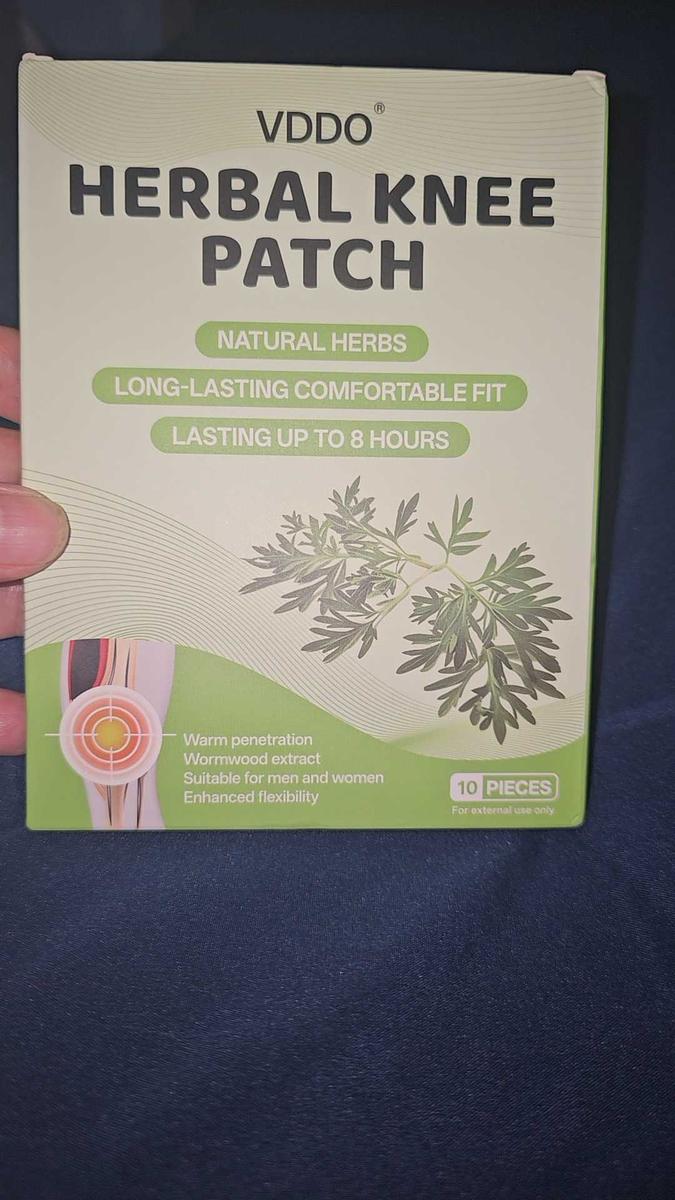 VDDO®
HERBAL KNEE
PATCH
NATURAL HERBS
LONG-LASTING COMFORTABLE FIT
LASTING UP TO 8 HOURS
Warm penetration
Wormwood extract
Suitable for men and women
Enhanced flexibility
10 PIECES
For external use only